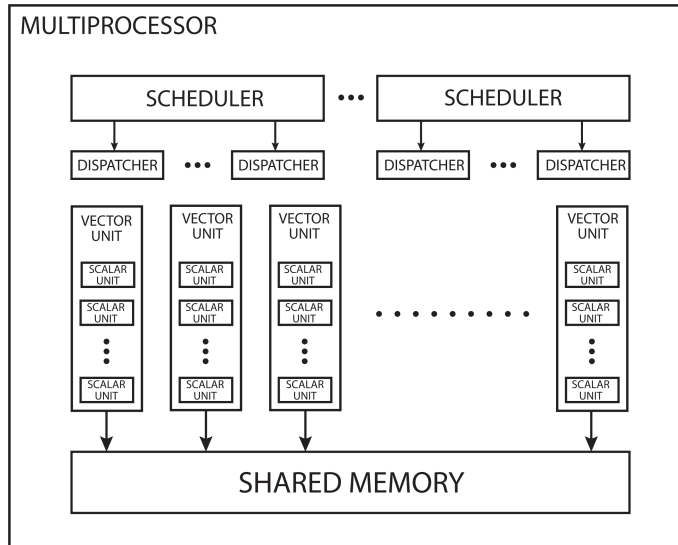 MULTIPROCESSOR
SCHEDULER
SCHEDULER
DISPATCHER
DISPATCHER
DISPATCHER
DISPATCHER
VECTOR
UNIT
SCALAR
UNIT
SCALAR
UNIT
SCALAR
UNIT
VECTOR
UNIT
SCALAR
UNIT
SCALAR
UNIT
SCALAR
UNIT
VECTOR
UNIT
SCALAR
UNIT
SCALAR
UNIT
SCALAR
UNIT
VECTOR
UNIT
SCALAR
UNIT
SCALAR
UNIT
SCALAR
UNIT
SHARED MEMORY